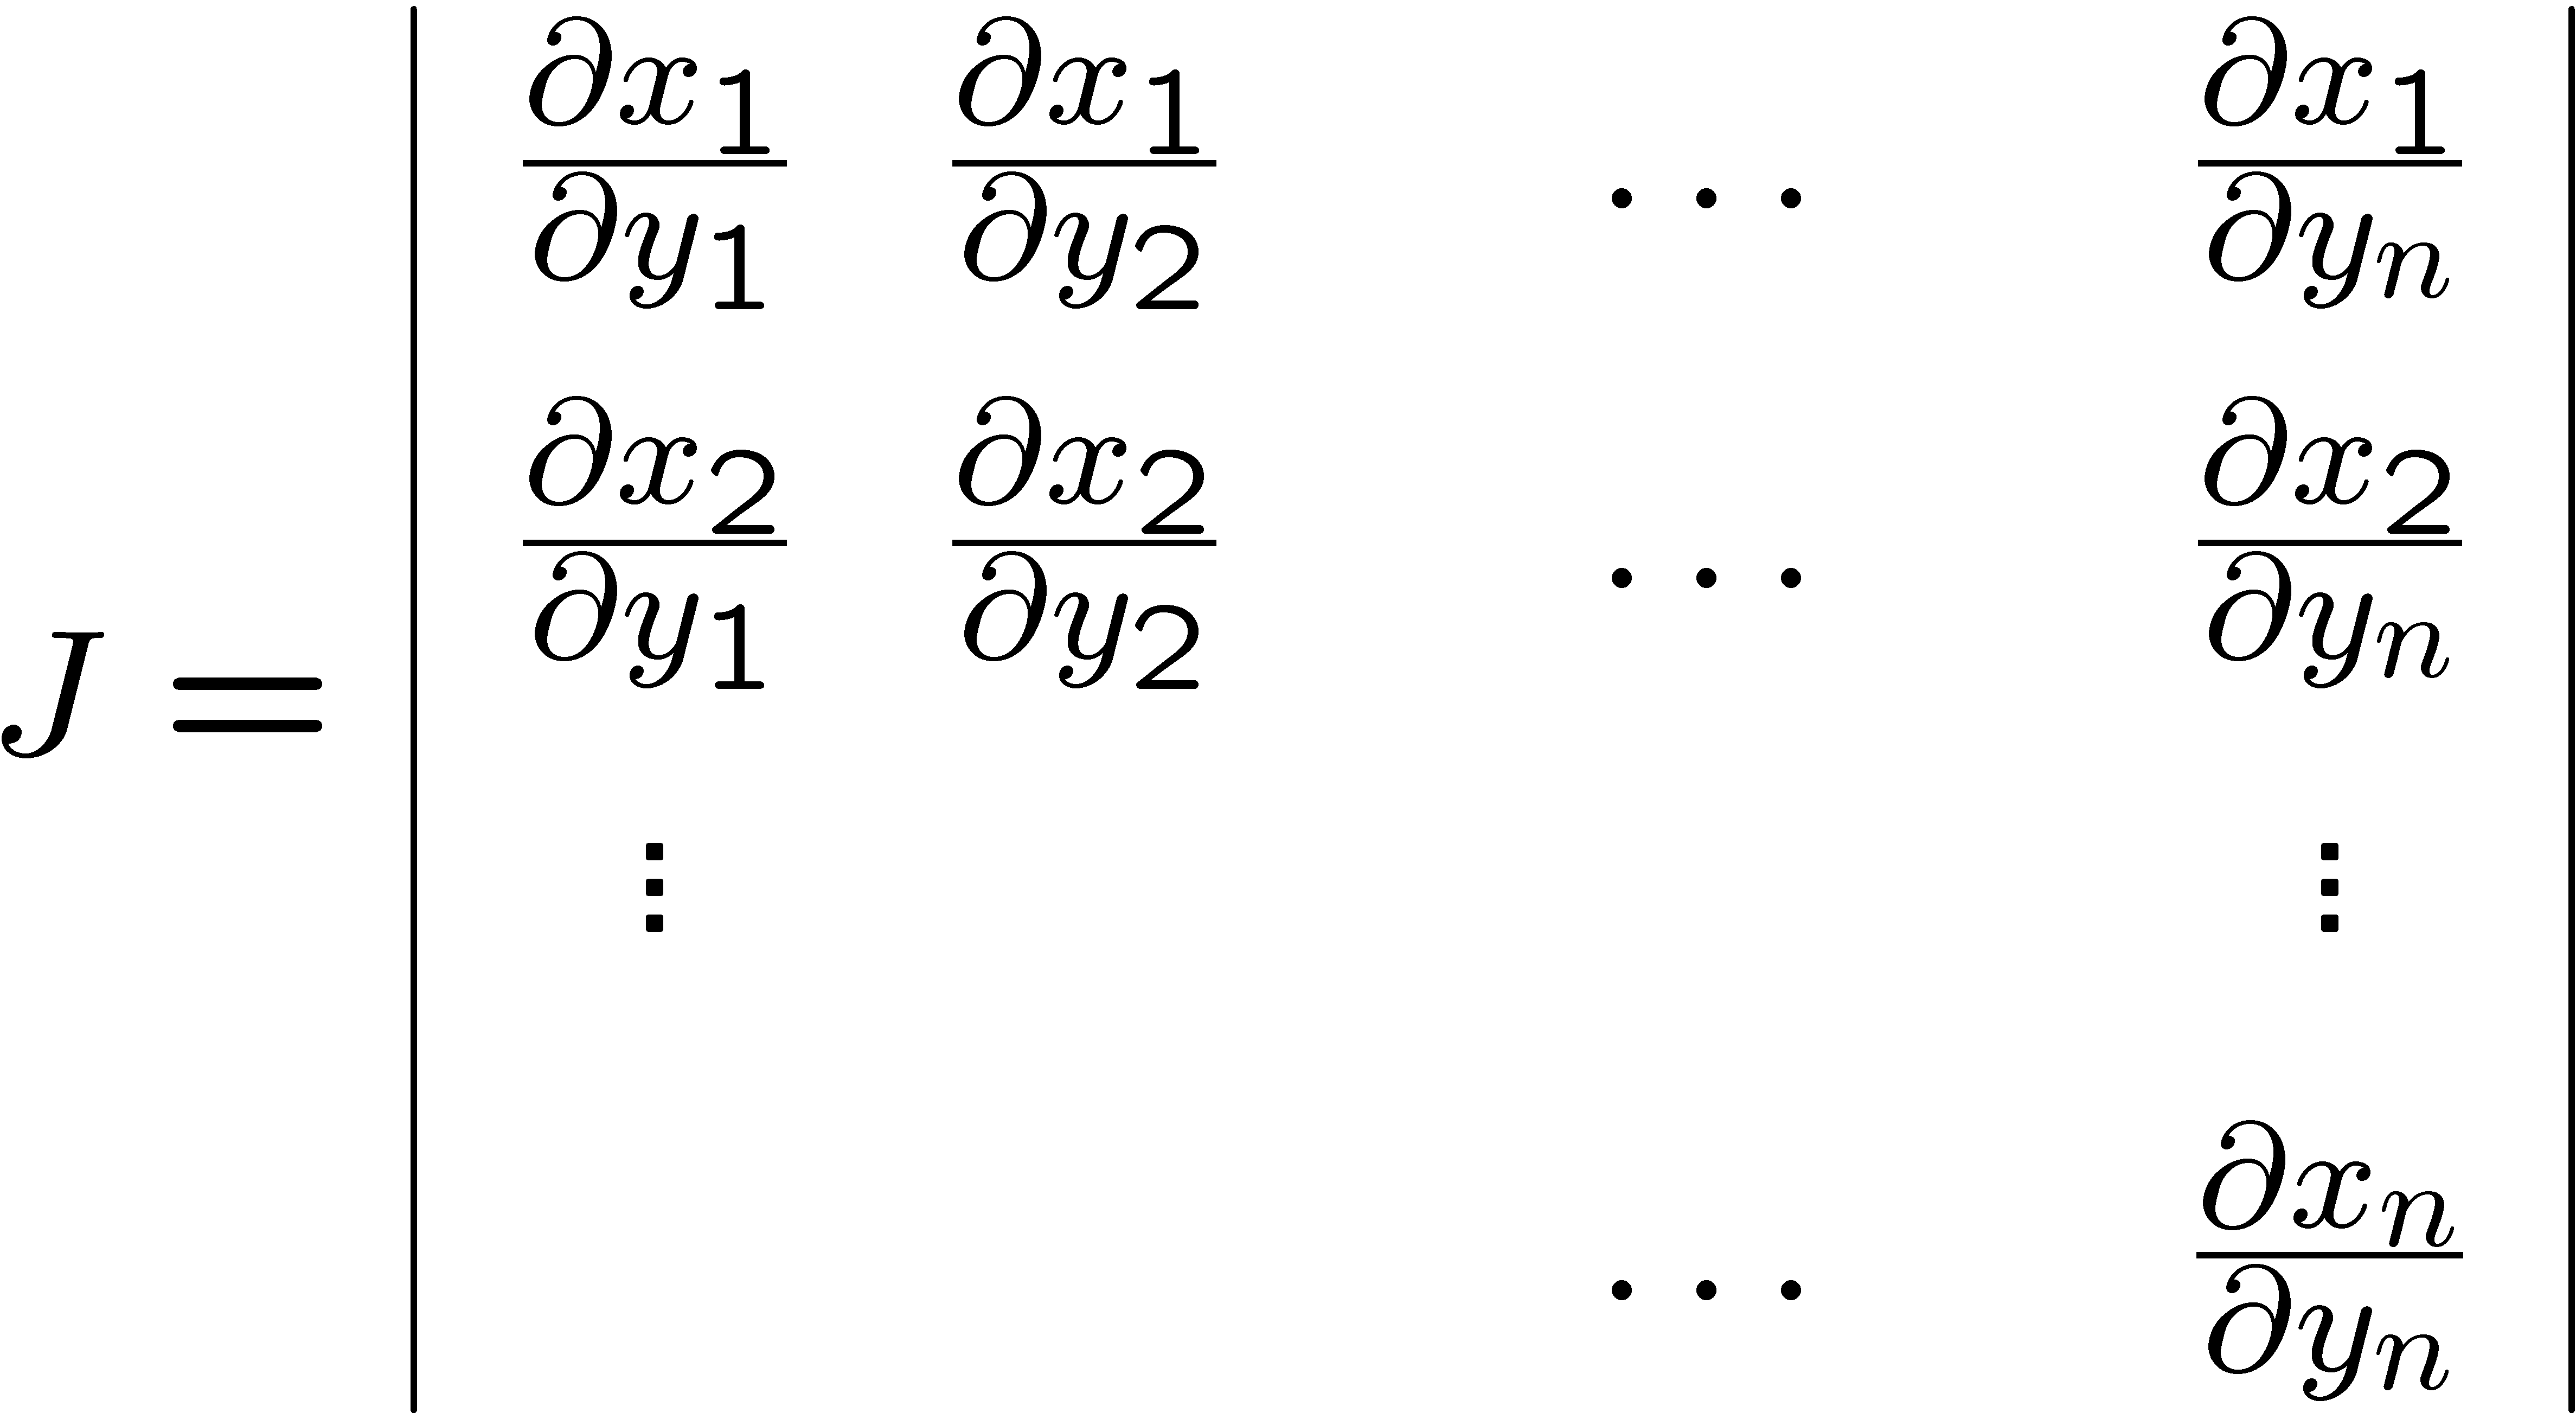 J = | ∂x₁/∂y₁ ∂x₁/∂y₂ ⋯ ∂x₁/∂yₙ |
| ∂x₂/∂y₁ ∂x₂/∂y₂ ⋯ ∂x₂/∂yₙ |
| ⋮ ⋮ |
| ⋯ ∂xₙ/∂yₙ |